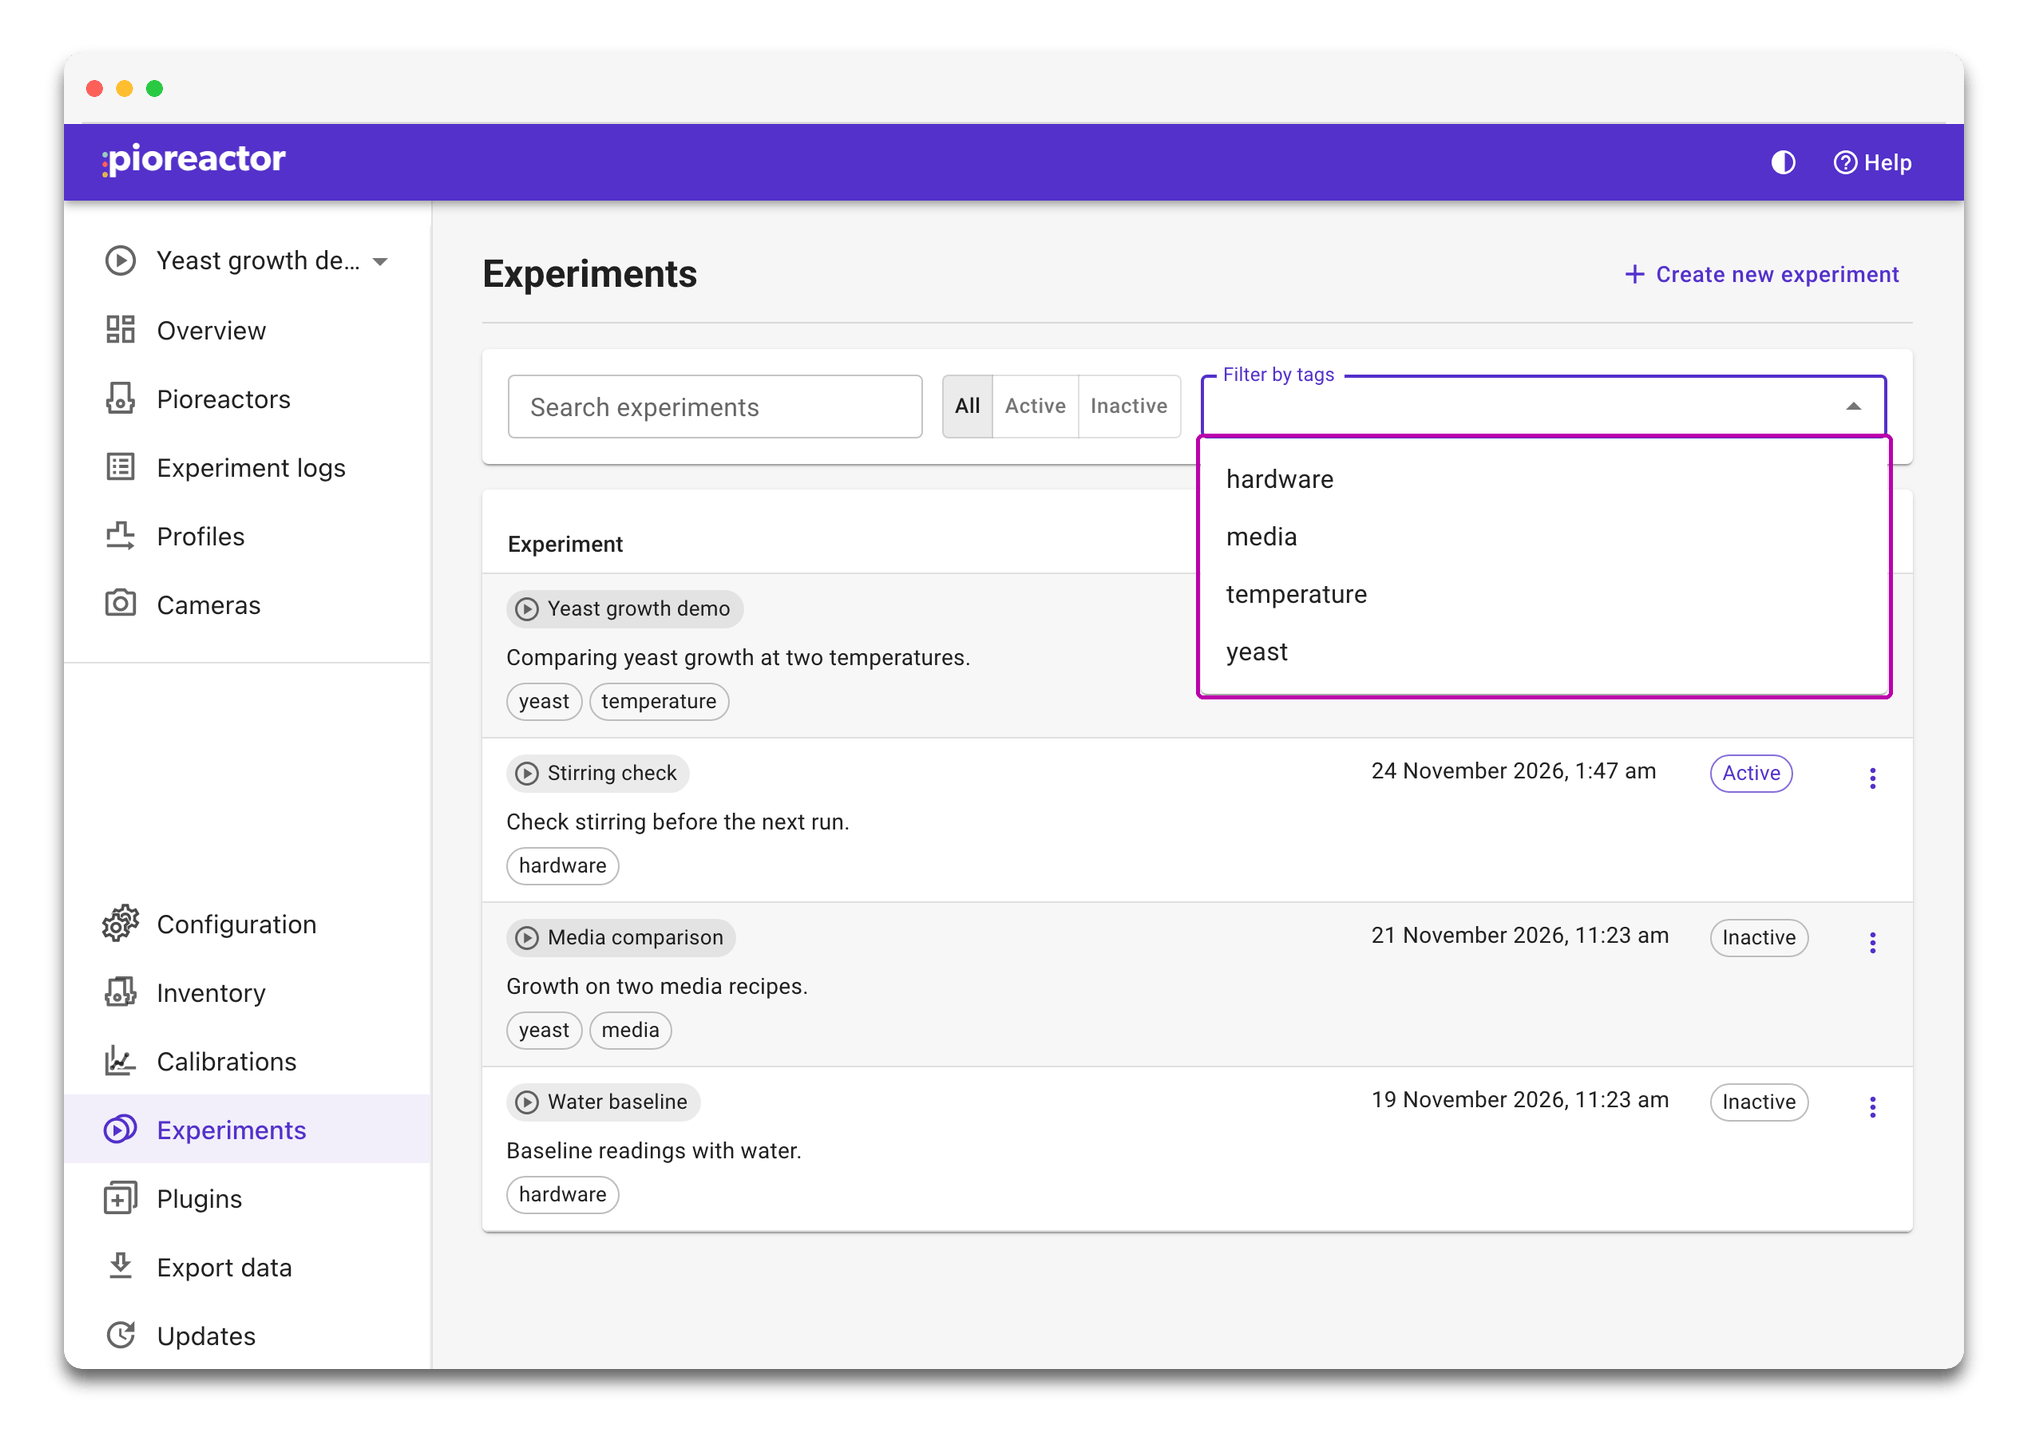 pioreactor
Help
Yeast growth de...
Overview
Pioreactors
Experiment logs
Profiles
Cameras
Configuration
Inventory
Calibrations
Experiments
Plugins
Export data
Updates
Experiments
Create new experiment
Search experiments
All
Active
Inactive
Filter by tags
hardware
media
temperature
yeast
Experiment
Yeast growth demo
Comparing yeast growth at two temperatures.
yeast temperature
Stirring check 24 November 2026, 1:47 am Active
Check stirring before the next run.
hardware
Media comparison 21 November 2026, 11:23 am Inactive
Growth on two media recipes.
yeast media
Water baseline 19 November 2026, 11:23 am Inactive
Baseline readings with water.
hardware